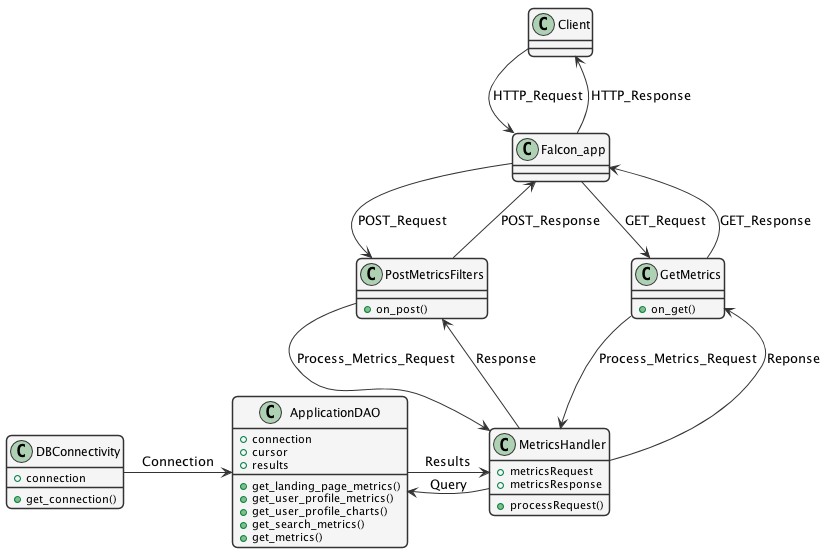 C Client
HTTP_Request
HTTP_Response
C Falcon_app
POST_Request
POST_Response
GET_Request
GET_Response
C PostMetricsFilters
on_post()
C GetMetrics
on_get()
Process_Metrics_Request
Response
Process_Metrics_Request
Reponse
C DBConnectivity
connection
get_connection()
Connection
C ApplicationDAO
connection
cursor
results
get_landing_page_metrics()
get_user_profile_metrics()
get_user_profile_charts()
get_search_metrics()
get_metrics()
Results
Query
C MetricsHandler
metricsRequest
metricsResponse
processRequest()